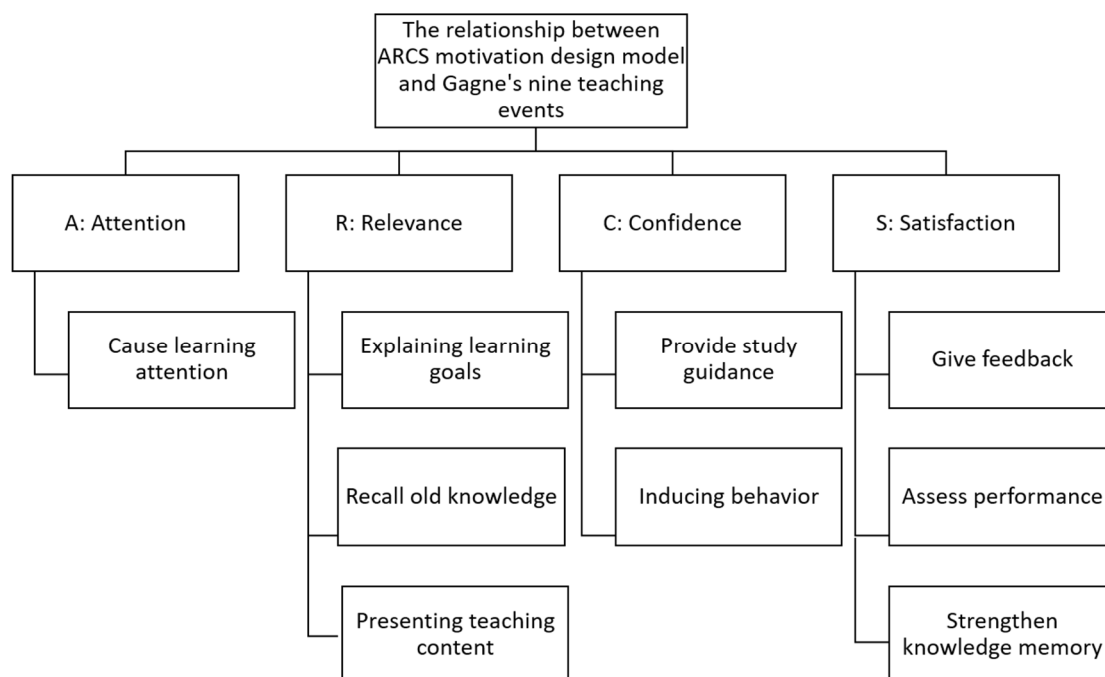 The relationship between
ARCS motivation design model
and Gagne's nine teaching
events
A: Attention
R: Relevance
C: Confidence
S: Satisfaction
Cause learning
attention
Explaining learning
goals
Provide study
guidance
Give feedback
Recall old knowledge
Inducing behavior
Assess performance
Presenting teaching
content
Strengthen
knowledge memory